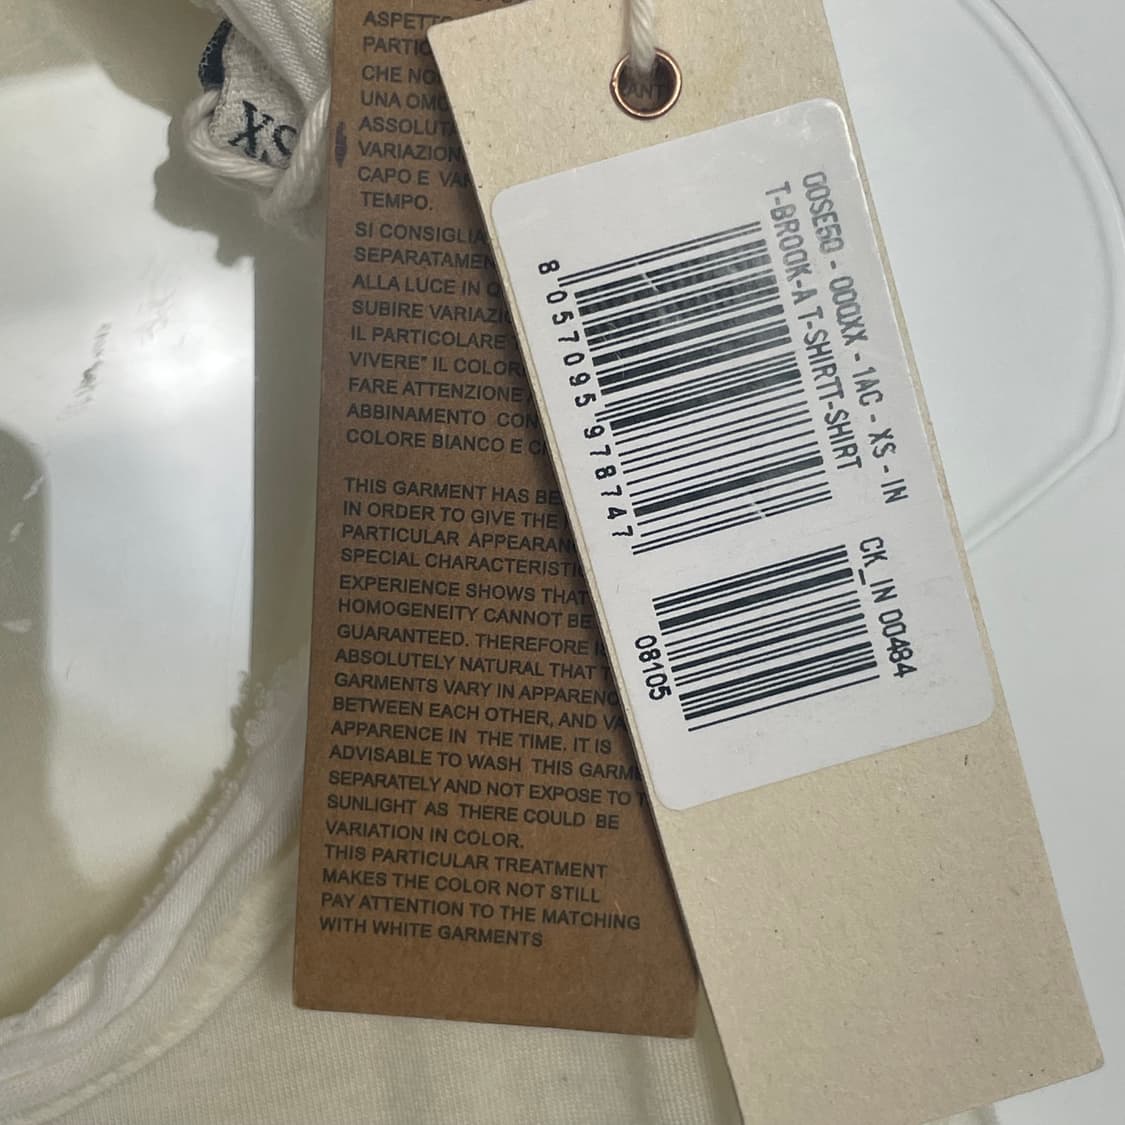 XS
ASPETT
PARTIC
CHE NO
UNA OMO
ASSOLUTA
VARIAZION
CAPO E VAR
TEMPO.
SI CONSIGLIA
SEPARATAMEN
ALLA LUCE IN Q
SUBIRE VARIAZI
IL PARTICOLARE
VIVERE" IL COLOR
FARE ATTENZIONE
ABBINAMENTO CON
COLORE BIANCO E C
THIS GARMENT HAS BE
IN ORDER TO GIVE THE
PARTICULAR APPEARAN
SPECIAL CHARACTERISTI
EXPERIENCE SHOWS THAT
HOMOGENEITY CANNOT BE
GUARANTEED. THEREFORE I
ABSOLUTELY NATURAL THAT T
GARMENTS VARY IN APPARENC
BETWEEN EACH OTHER, AND VA
APPARENCE IN THE TIME. IT IS
ADVISABLE TO WASH THIS GARM
SEPARATELY AND NOT EXPOSE TO T
SUNLIGHT AS THERE COULD BE
VARIATION IN COLOR.
THIS PARTICULAR TREATMENT
MAKES THE COLOR NOT STILL
PAY ATTENTION TO THE MATCHING
WITH WHITE GARMENTS
00SE5D - 00QXX - 1AC - XS - IN
T-BROOK-A T-SHIRTT-SHIRT
8 057095 978747
CK_IN 00484
08105